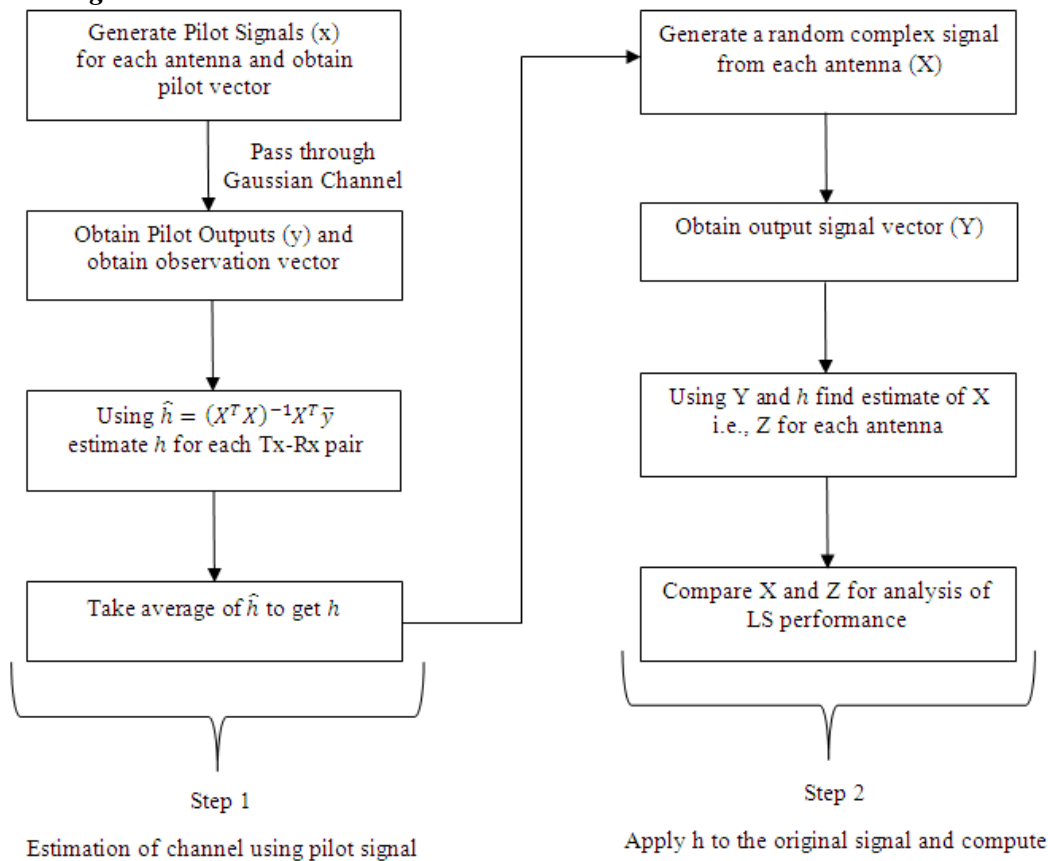 Generate Pilot Signals (x)
for each antenna and obtain
pilot vector
Pass through
Gaussian Channel
Obtain Pilot Outputs (y) and
obtain observation vector
Using ĥ = (XᵀX)⁻¹Xᵀȳ
estimate h for each Tx-Rx pair
Take average of ĥ to get h
Step 1
Estimation of channel using pilot signal
Generate a random complex signal
from each antenna (X)
Obtain output signal vector (Y)
Using Y and h find estimate of X
i.e., Z for each antenna
Compare X and Z for analysis of
LS performance
Step 2
Apply h to the original signal and compute